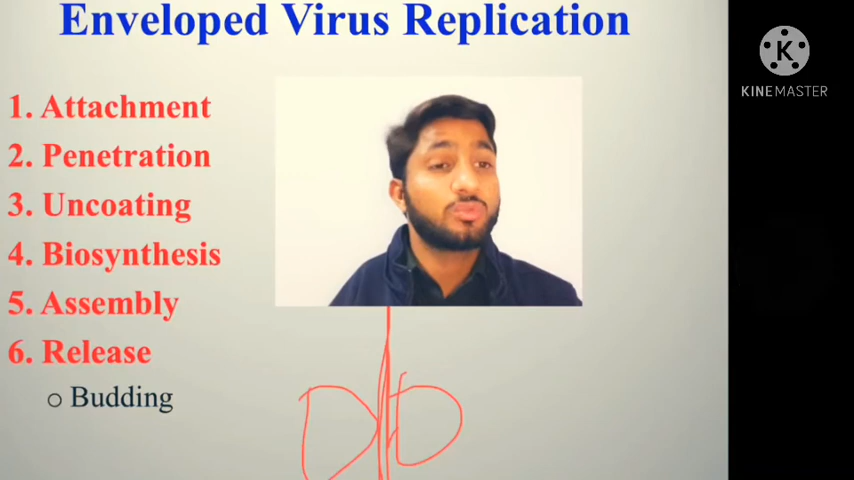 Enveloped Virus Replication
1. Attachment
2. Penetration
3. Uncoating
4. Biosynthesis
5. Assembly
6. Release
o Budding
K
KINEMASTER